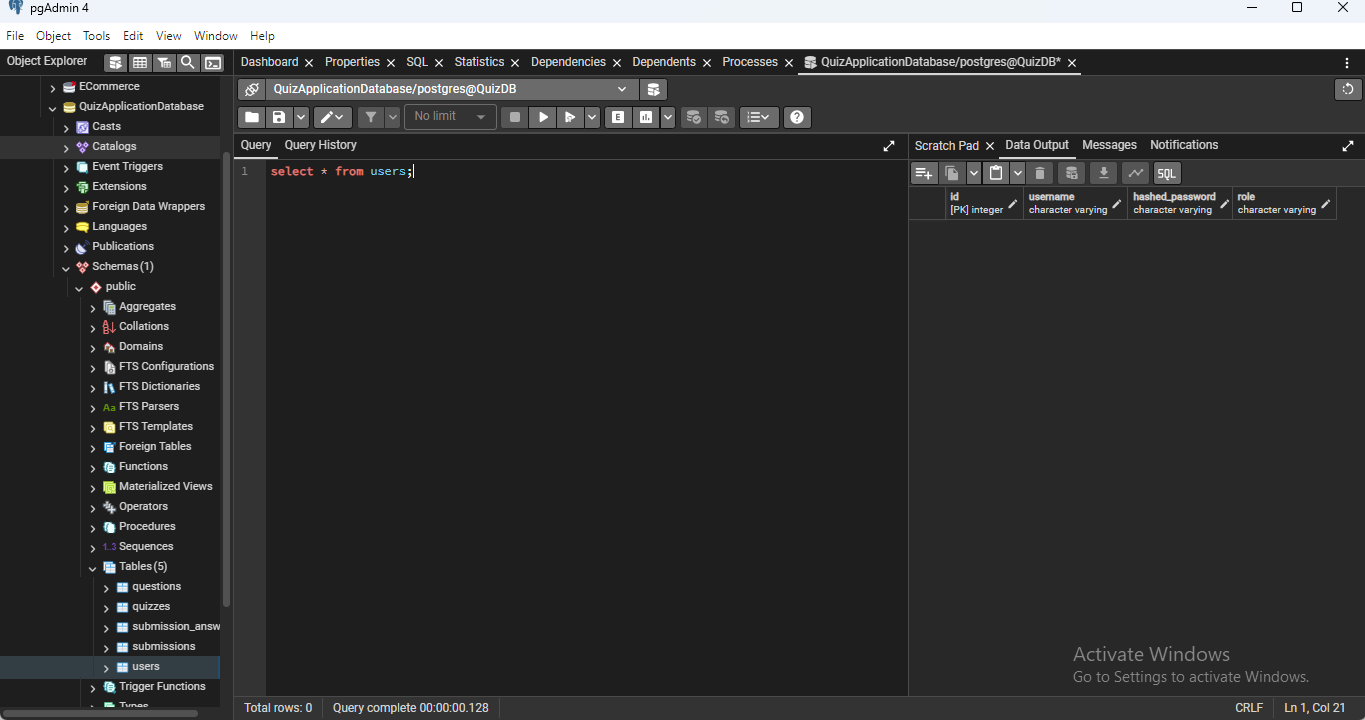 pgAdmin 4
File Object Tools Edit View Window Help
Object Explorer
Dashboard Properties SQL Statistics Dependencies Dependents Processes QuizApplicationDatabase/postgres@QuizDB*
ECommerce
QuizApplicationDatabase
Casts
Catalogs
Event Triggers
Extensions
Foreign Data Wrappers
Languages
Publications
Schemas (1)
public
Aggregates
Collations
Domains
FTS Configurations
FTS Dictionaries
Aa FTS Parsers
FTS Templates
Foreign Tables
Functions
Materialized Views
Operators
Procedures
1..3 Sequences
Tables (5)
questions
quizzes
submission_answ
submissions
users
Trigger Functions
Types
QuizApplicationDatabase/postgres@QuizDB
No limit E
Query Query History
1 select * from users;
Scratch Pad Data Output Messages Notifications
SQL
id username hashed_password role
[PK] integer character varying character varying character varying
Activate Windows
Go to Settings to activate Windows.
Total rows: 0 Query complete 00:00:00.128 CRLF Ln 1, Col 21